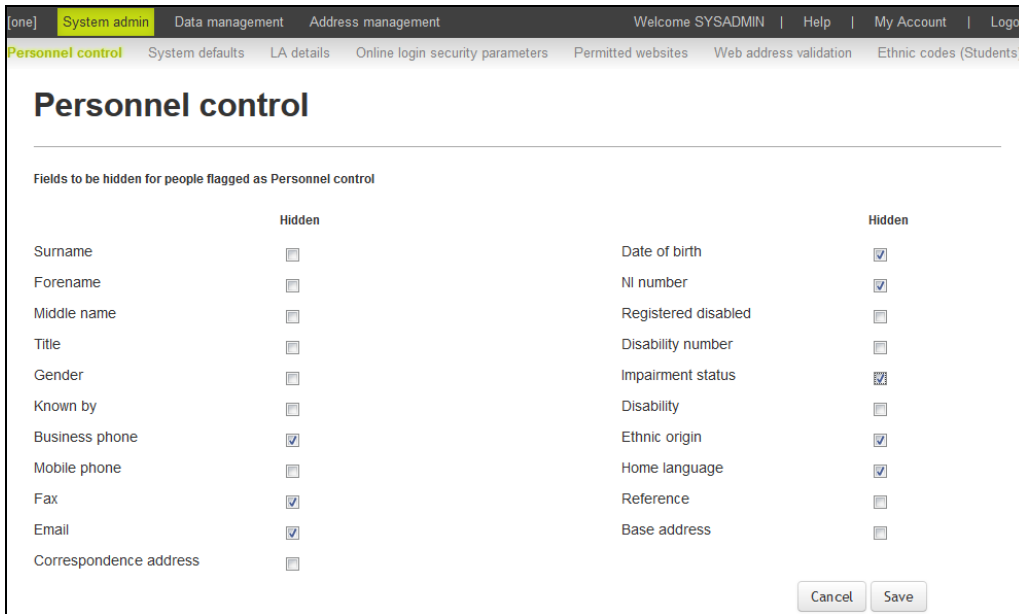 [one] System admin Data management Address management Welcome SYSADMIN | Help | My Account | Logo
Personnel control System defaults LA details Online login security parameters Permitted websites Web address validation Ethnic codes (Students)
Personnel control
Fields to be hidden for people flagged as Personnel control
Hidden Hidden
Surname Date of birth
Forename NI number
Middle name Registered disabled
Title Disability number
Gender Impairment status
Known by Disability
Business phone Ethnic origin
Mobile phone Home language
Fax Reference
Email Base address
Correspondence address
Cancel Save